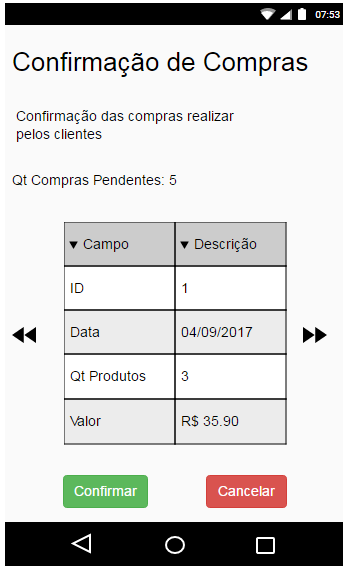 07:53
Confirmação de Compras
Confirmação das compras realizar
pelos clientes
Qt Compras Pendentes: 5
Campo Descrição
ID 1
Data 04/09/2017
Qt Produtos 3
Valor R$ 35.90
Confirmar Cancelar